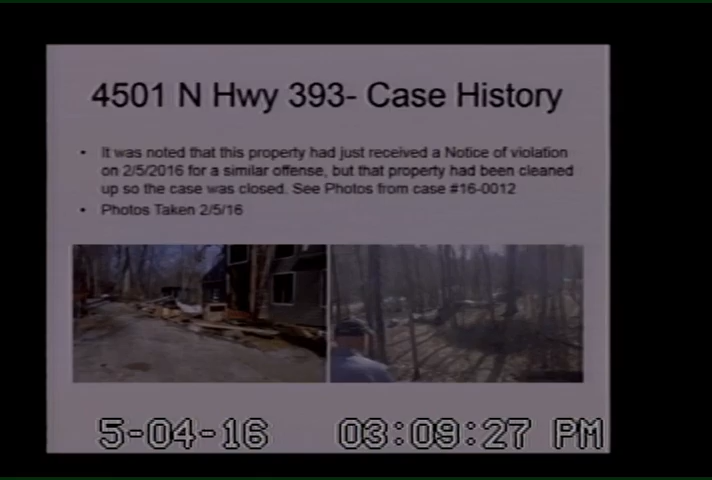 4501 N Hwy 393- Case History
• It was noted that this property had just received a Notice of violation
on 2/5/2016 for a similar offense, but that property had been cleaned
up so the case was closed. See Photos from case #16-0012
• Photos Taken 2/5/16
5-04-16 03:09:27 PM